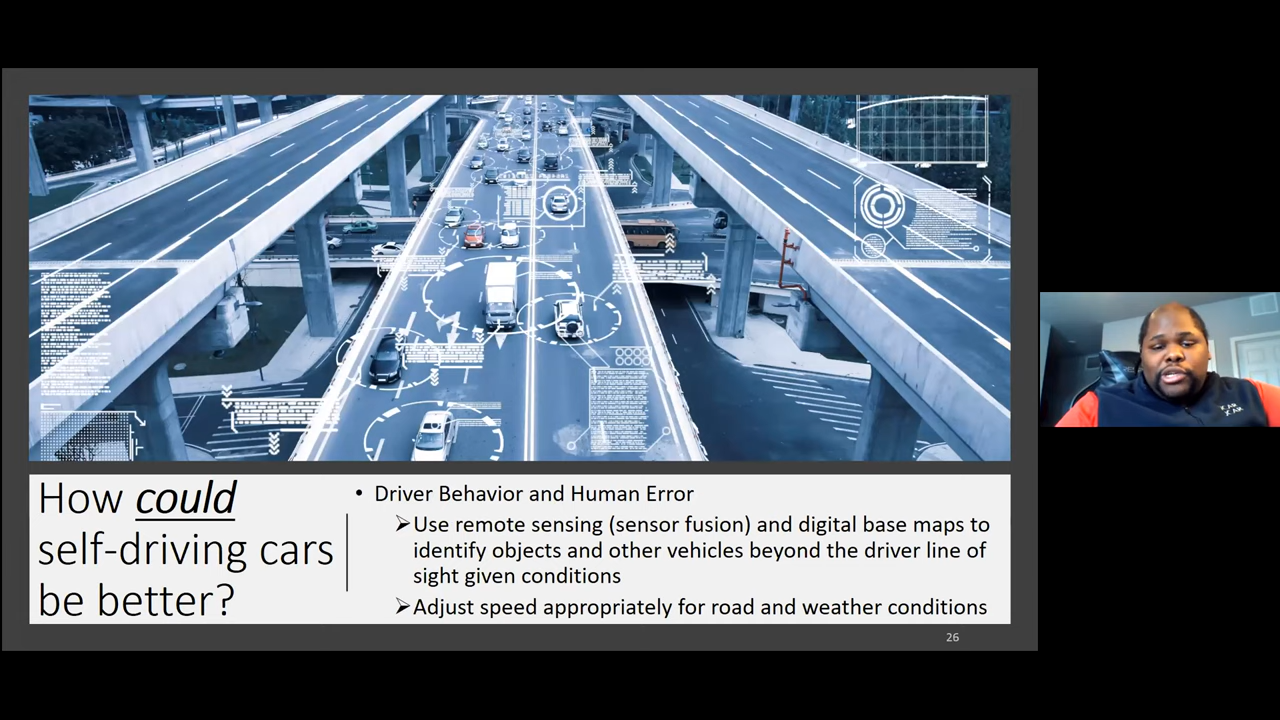 How could
self-driving cars
be better?
• Driver Behavior and Human Error
➢Use remote sensing (sensor fusion) and digital base maps to
identify objects and other vehicles beyond the driver line of
sight given conditions
➢Adjust speed appropriately for road and weather conditions
26